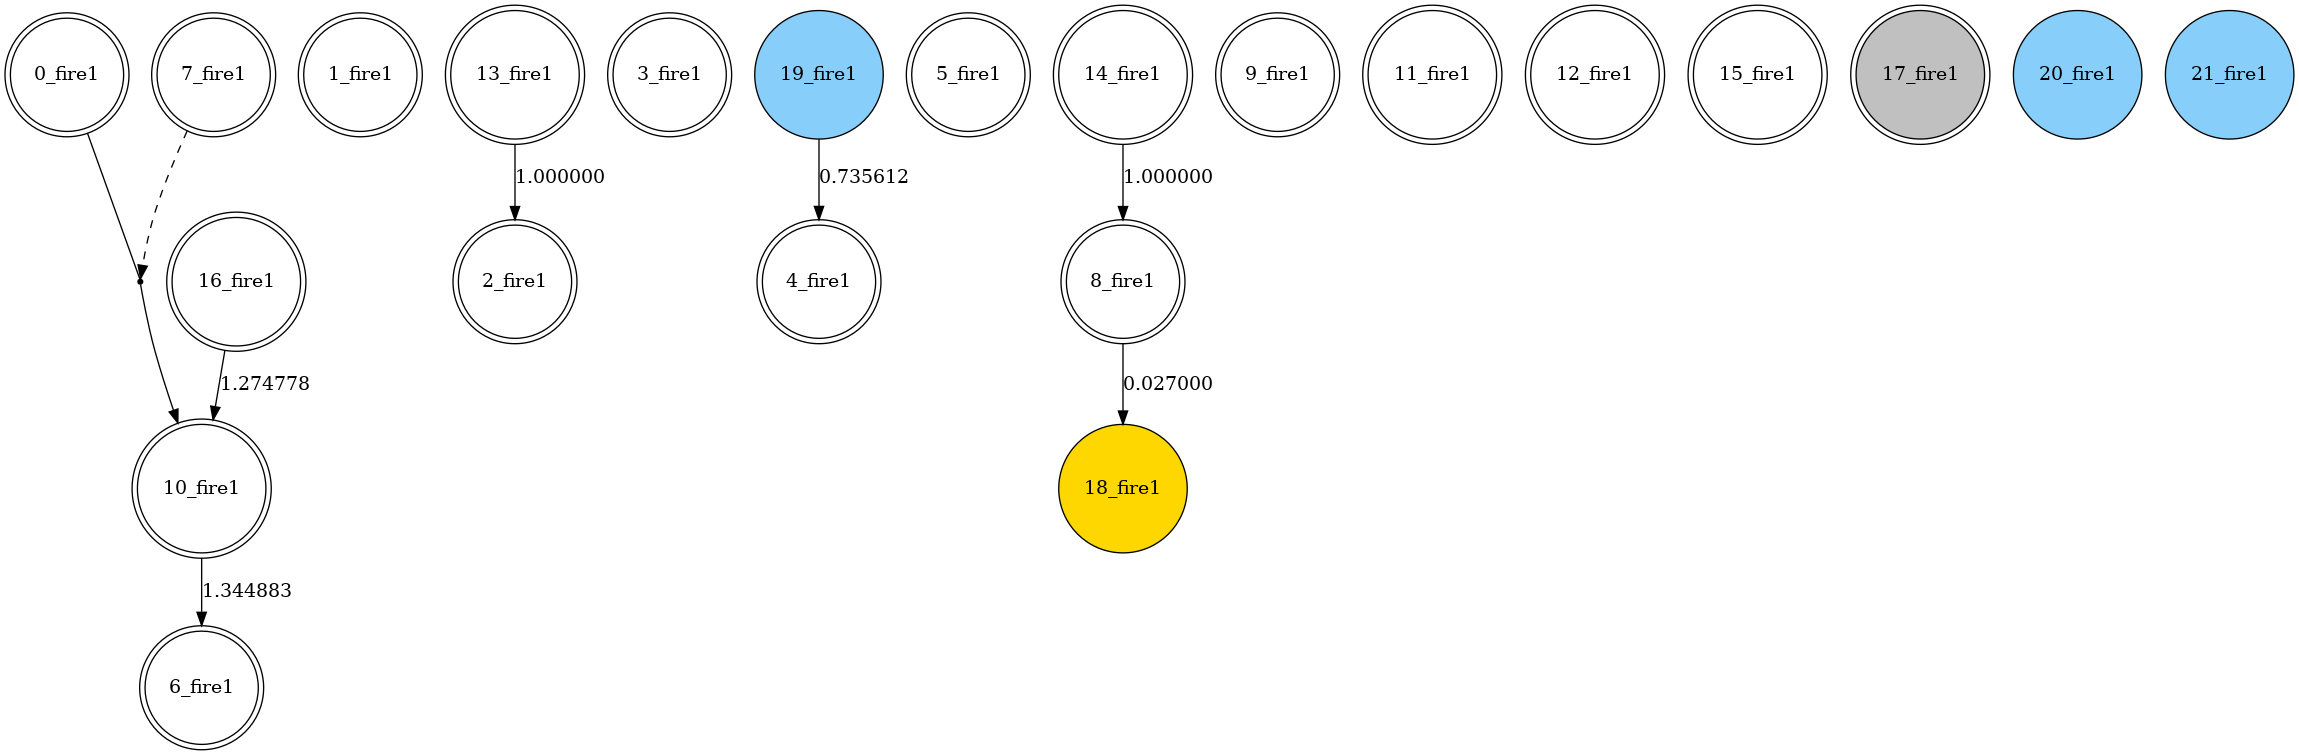 0_fire1
7_fire1
1_fire1
13_fire1
3_fire1
19_fire1
5_fire1
14_fire1
9_fire1
11_fire1
12_fire1
15_fire1
17_fire1
20_fire1
21_fire1
1.000000
0.735612
1.000000
16_fire1
2_fire1
4_fire1
8_fire1
1.274778
0.027000
10_fire1
18_fire1
1.344883
6_fire1